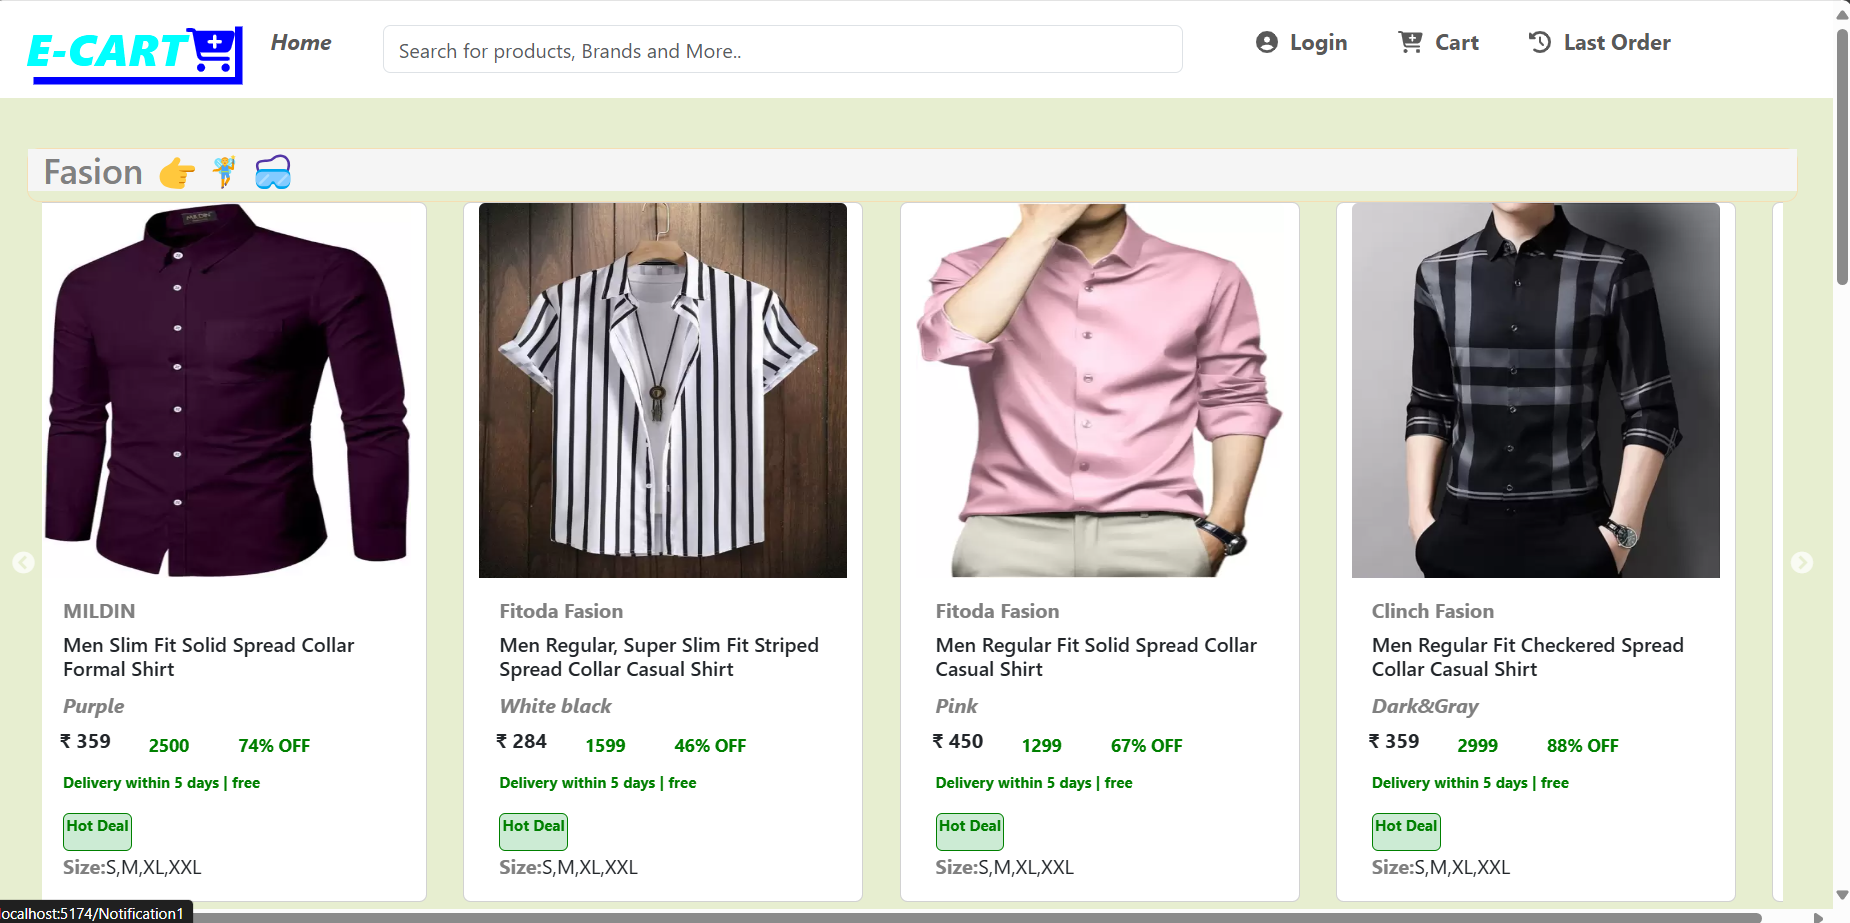 E-CART
Home
Search for products, Brands and More..
Login
Cart
Last Order
Fasion 👉 🧚 🥽
MILDIN
MILDIN
Men Slim Fit Solid Spread Collar
Formal Shirt
Purple
₹ 359 2500 74% OFF
Delivery within 5 days | free
Hot Deal
Size:S,M,XL,XXL
Fitoda Fasion
Men Regular, Super Slim Fit Striped
Spread Collar Casual Shirt
White black
₹ 284 1599 46% OFF
Delivery within 5 days | free
Hot Deal
Size:S,M,XL,XXL
Fitoda Fasion
Men Regular Fit Solid Spread Collar
Casual Shirt
Pink
₹ 450 1299 67% OFF
Delivery within 5 days | free
Hot Deal
Size:S,M,XL,XXL
Clinch Fasion
Men Regular Fit Checkered Spread
Collar Casual Shirt
Dark&Gray
₹ 359 2999 88% OFF
Delivery within 5 days | free
Hot Deal
Size:S,M,XL,XXL
localhost:5174/Notification1